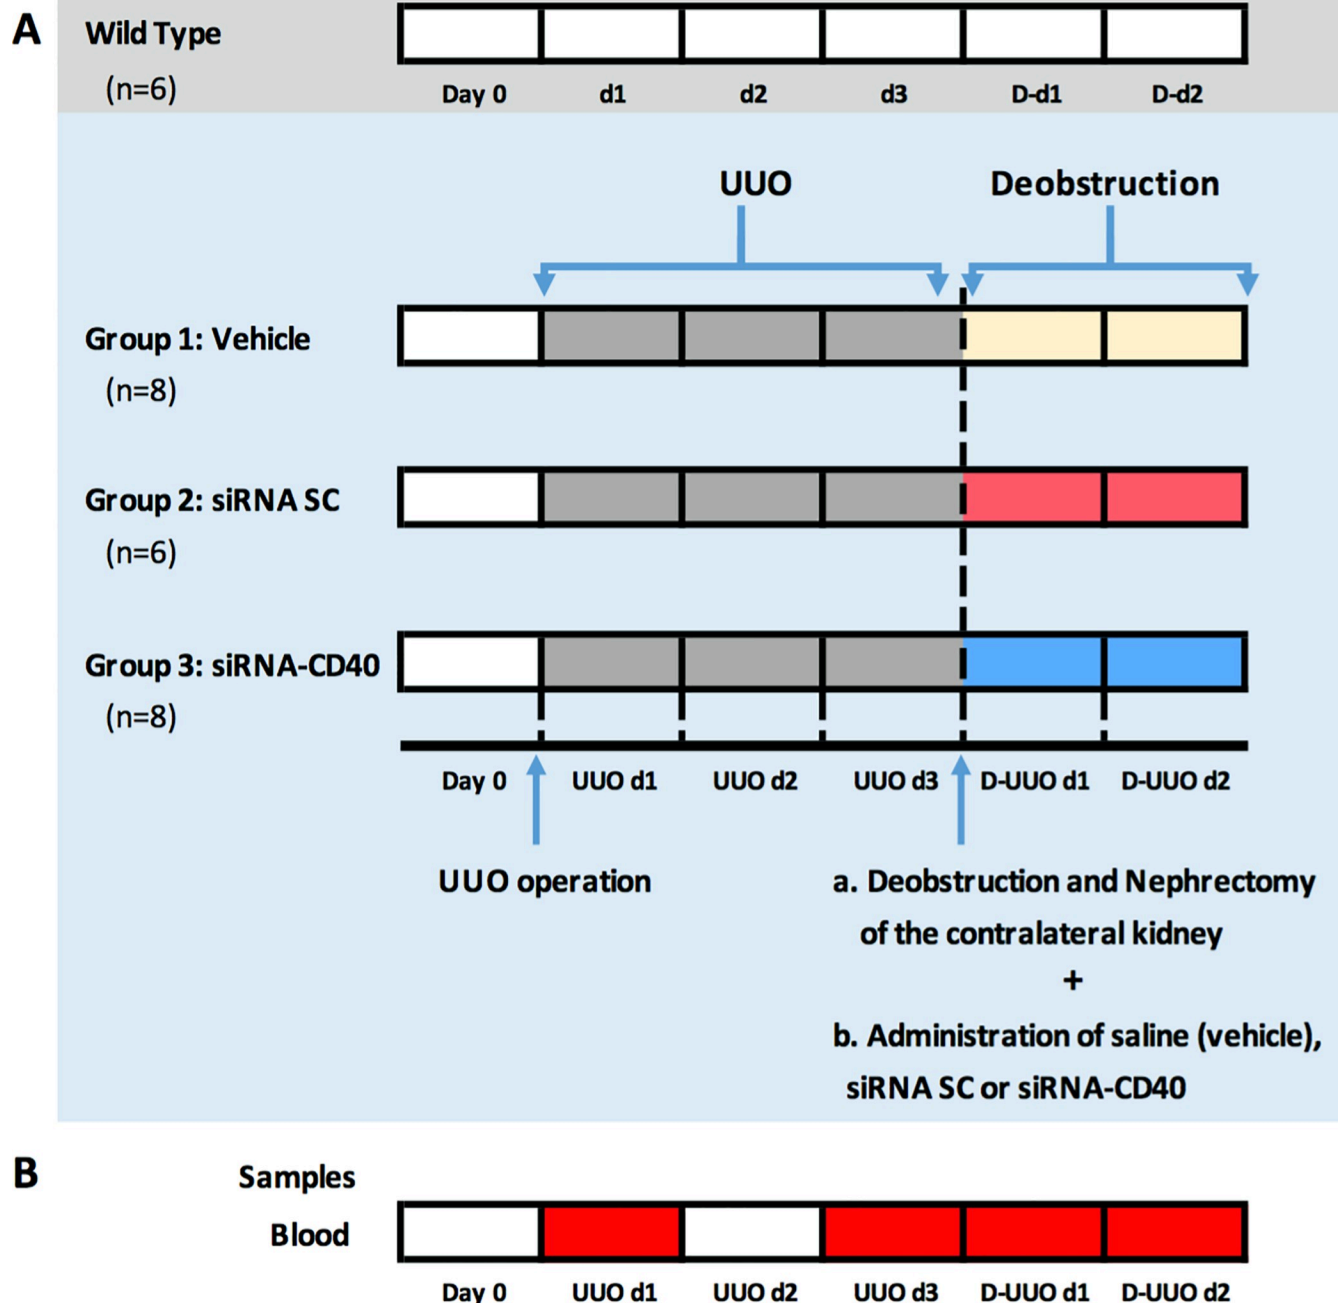 A
Wild Type
(n=6)
Day 0 d1 d2 d3 D-d1 D-d2
UUO Deobstruction
Group 1: Vehicle
(n=8)
Group 2: siRNA SC
(n=6)
Group 3: siRNA-CD40
(n=8)
Day 0 UUO d1 UUO d2 UUO d3 D-UUO d1 D-UUO d2
UUO operation
a. Deobstruction and Nephrectomy
of the contralateral kidney
+
b. Administration of saline (vehicle),
siRNA SC or siRNA-CD40
B
Samples
Blood
Day 0 UUO d1 UUO d2 UUO d3 D-UUO d1 D-UUO d2